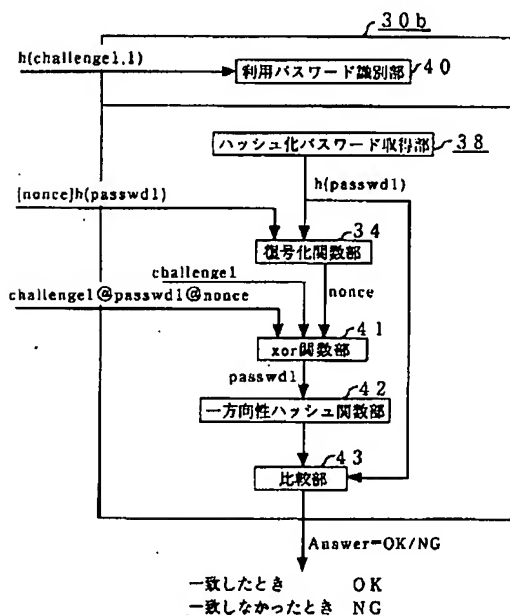 30b
h(challenge1,1)
利用パスワード識別部 40
ハッシュ化パスワード取得部 38
h(passwd1)
[nonce]h(passwd1)
34
復号化関数部
challenge1
nonce
challenge1@passwd1@nonce
41
xor関数部
passwd1
42
一方向性ハッシュ関数部
43
比較部
Answer=OK/NG
一致したとき OK
一致しなかったとき NG